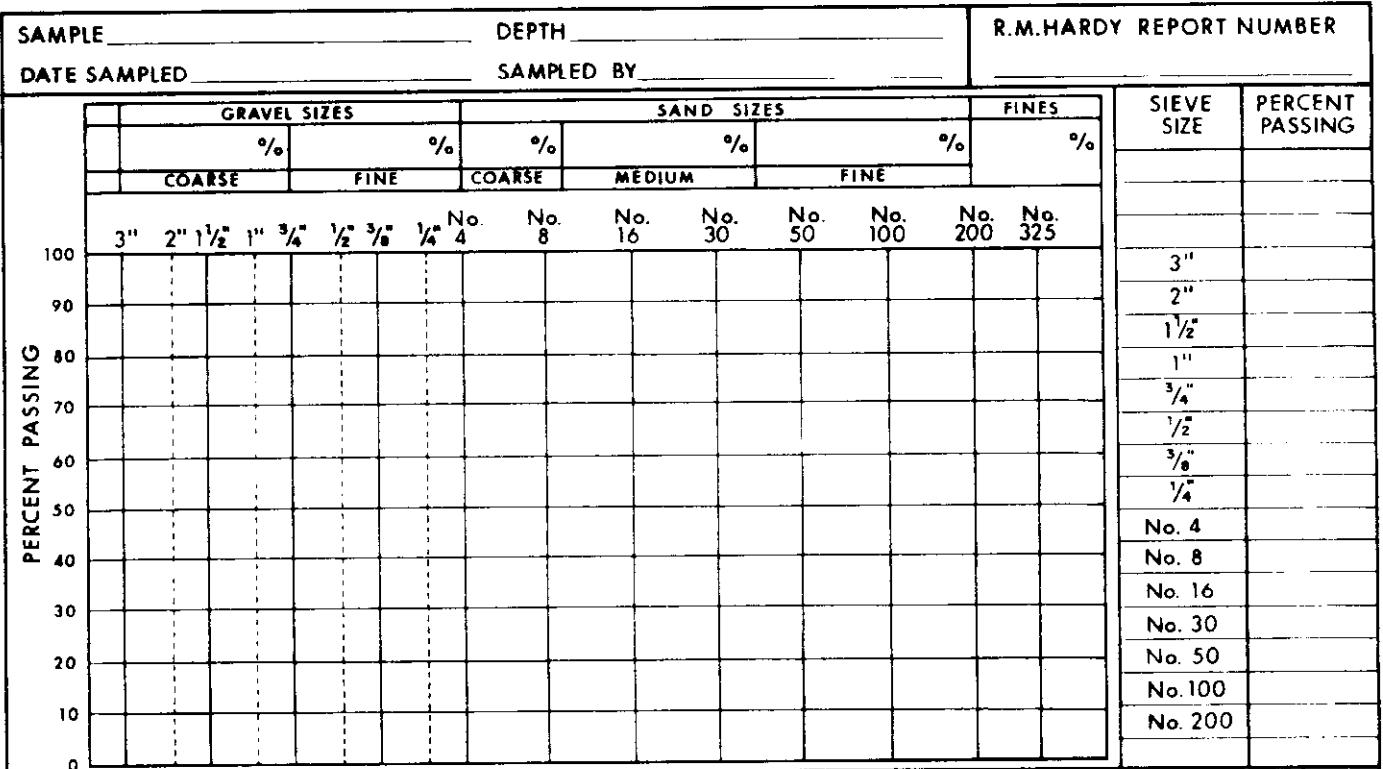 SAMPLE DEPTH R.M.HARDY REPORT NUMBER
DATE SAMPLED SAMPLED BY
GRAVEL SIZES SAND SIZES FINES
% % % % % %
COARSE FINE COARSE MEDIUM FINE
3" 2" 1½" 1" ¾" ½" ⅜" ¼" No. 4 No. 8 No. 16 No. 30 No. 50 No. 100 No. 200 No. 325
PERCENT PASSING
100
90
80
70
60
50
40
30
20
10
0
SIEVE SIZE PERCENT PASSING
3"
2"
1½"
1"
¾"
½"
⅜"
¼"
No. 4
No. 8
No. 16
No. 30
No. 50
No. 100
No. 200